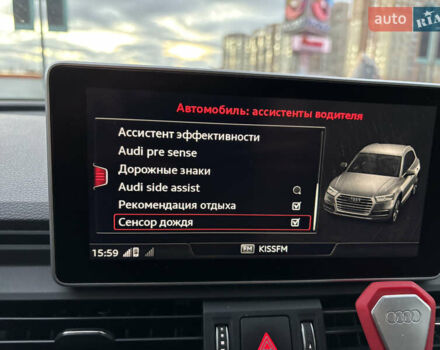 auto RIA
Автомобиль: ассистенты водителя
Ассистент эффективности
Audi pre sense
Дорожные знаки
Audi side assist
Рекомендация отдыха
Сенсор дождя
15:59
FM KISSFM